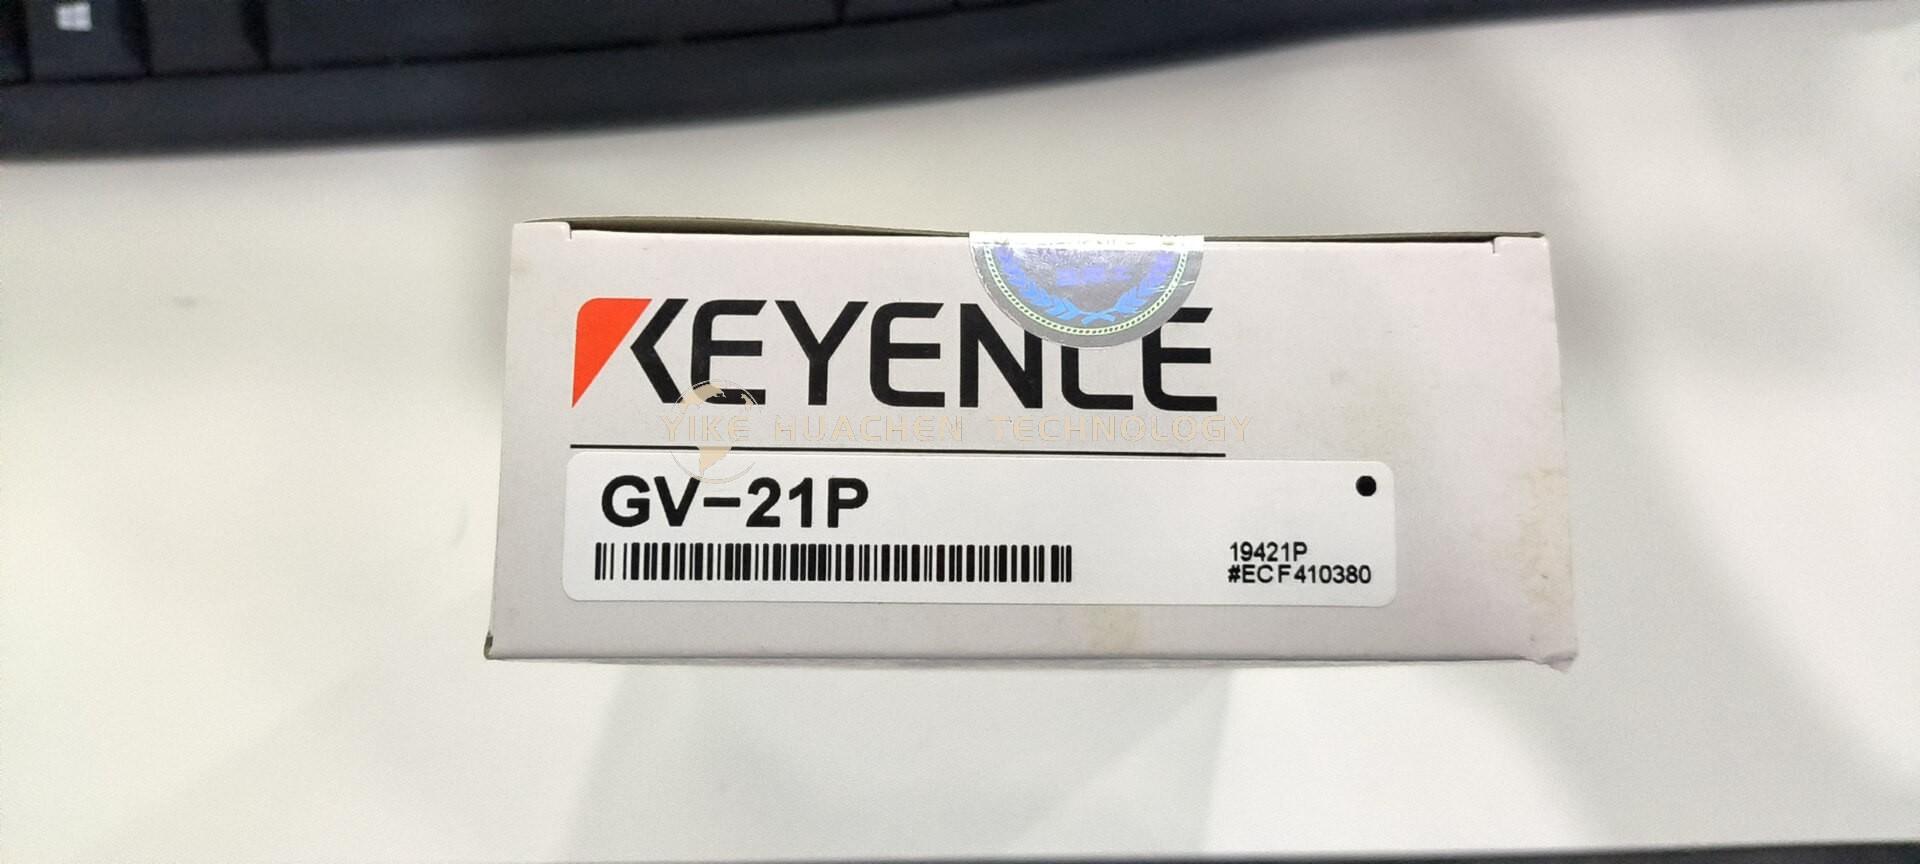 KEYENCE
YIKE HUACHEN TECHNOLOGY
GV-21P
19421P
#ECF410380